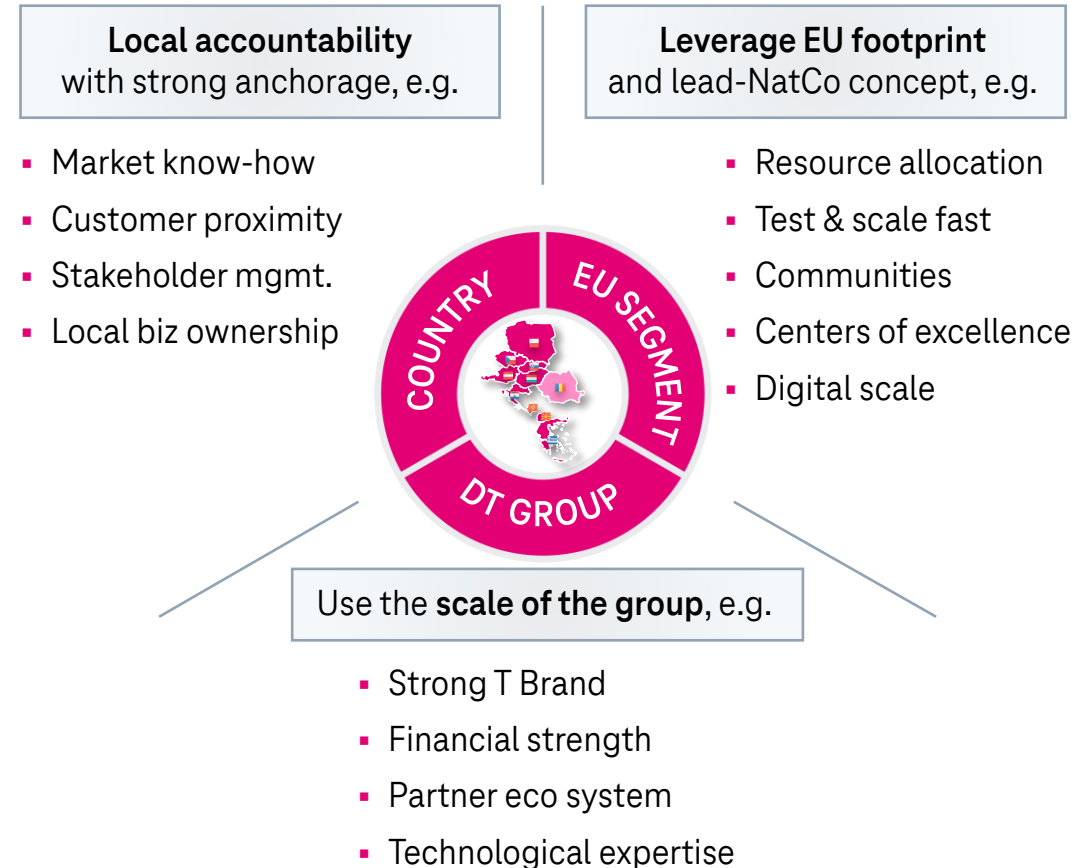 Local accountability
with strong anchorage, e.g.
▪ Market know-how
▪ Customer proximity
▪ Stakeholder mgmt.
▪ Local biz ownership
Leverage EU footprint
and lead-NatCo concept, e.g.
▪ Resource allocation
▪ Test & scale fast
▪ Communities
▪ Centers of excellence
▪ Digital scale
COUNTRY
EU SEGMENT
DT GROUP
Use the scale of the group, e.g.
▪ Strong T Brand
▪ Financial strength
▪ Partner eco system
▪ Technological expertise